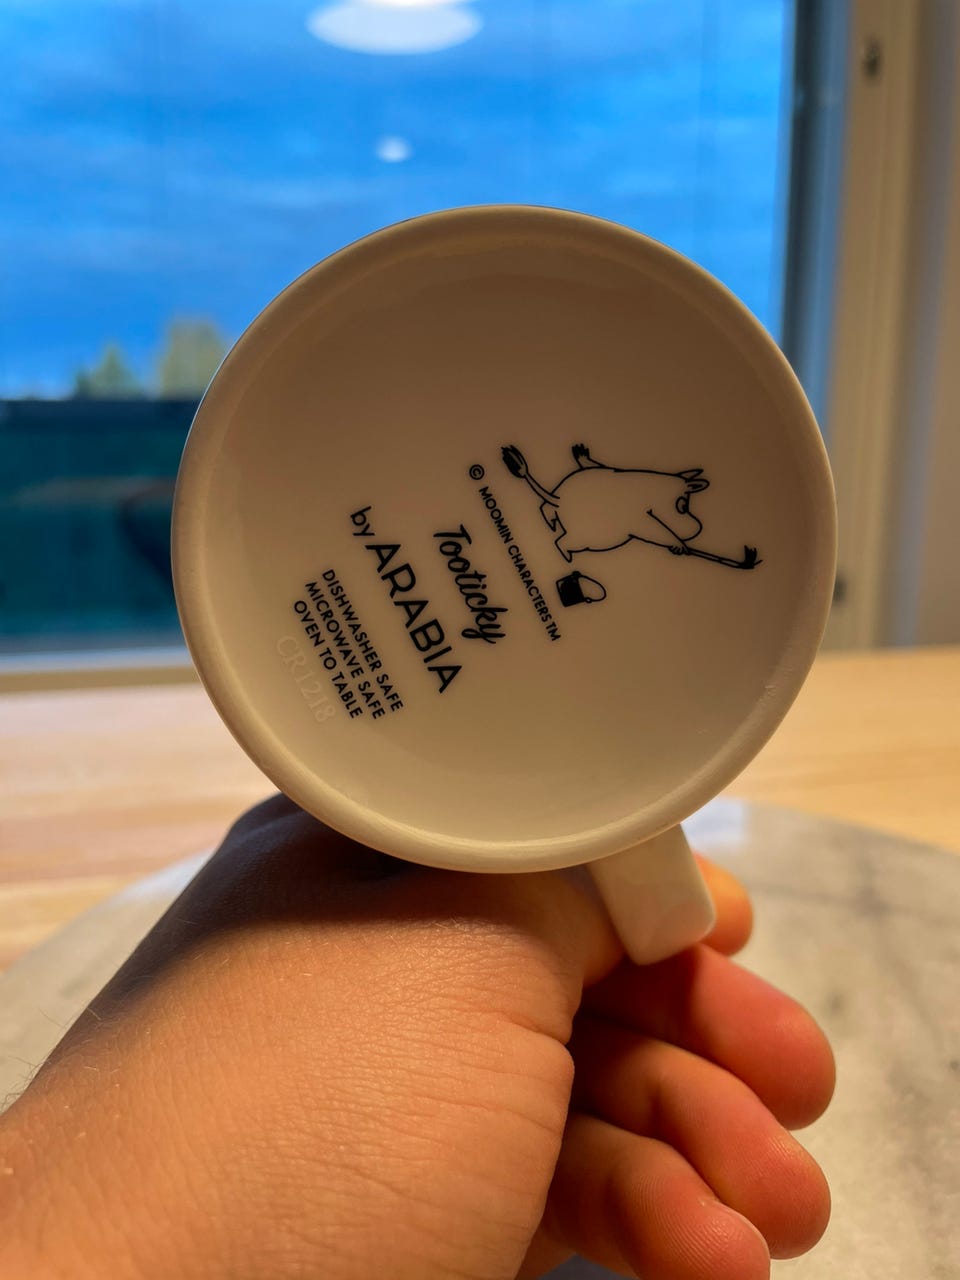 © MOOMIN CHARACTERS TM
Tooticky
by ARABIA
DISHWASHER SAFE
MICROWAVE SAFE
OVEN TO TABLE
CR1218